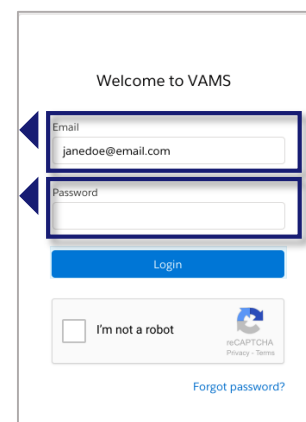 Welcome to VAMS
Email
janedoe@email.com
Password
Login
I'm not a robot
reCAPTCHA
Privacy - Terms
Forgot password?